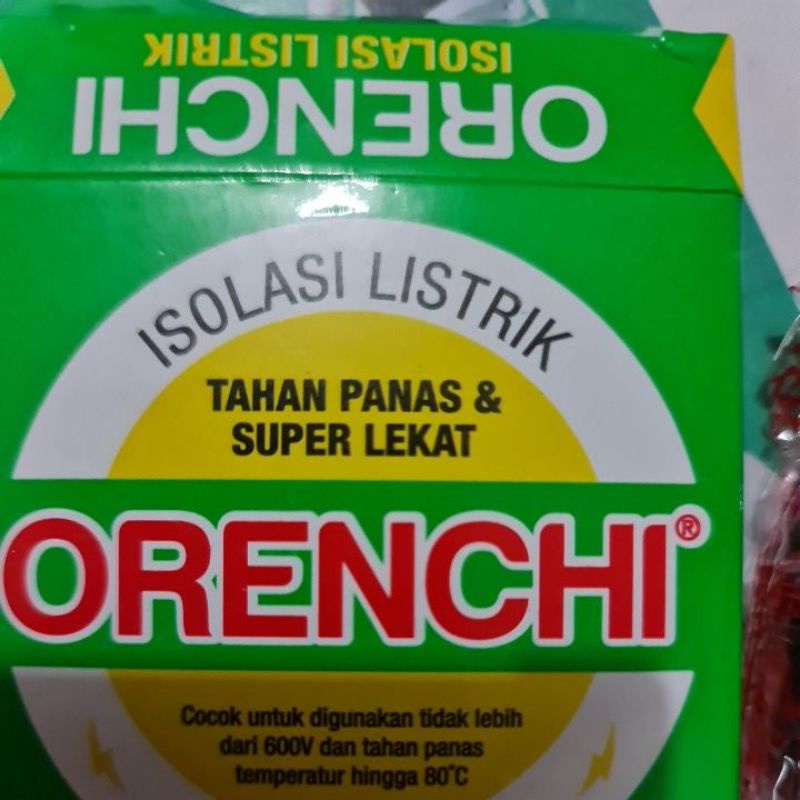 ISOLASI LISTRIK
ORENCHI
ISOLASI LISTRIK
TAHAN PANAS &
SUPER LEKAT
ORENCHI®
Cocok untuk digunakan tidak lebih
dari 600V dan tahan panas
temperatur hingga 80°C